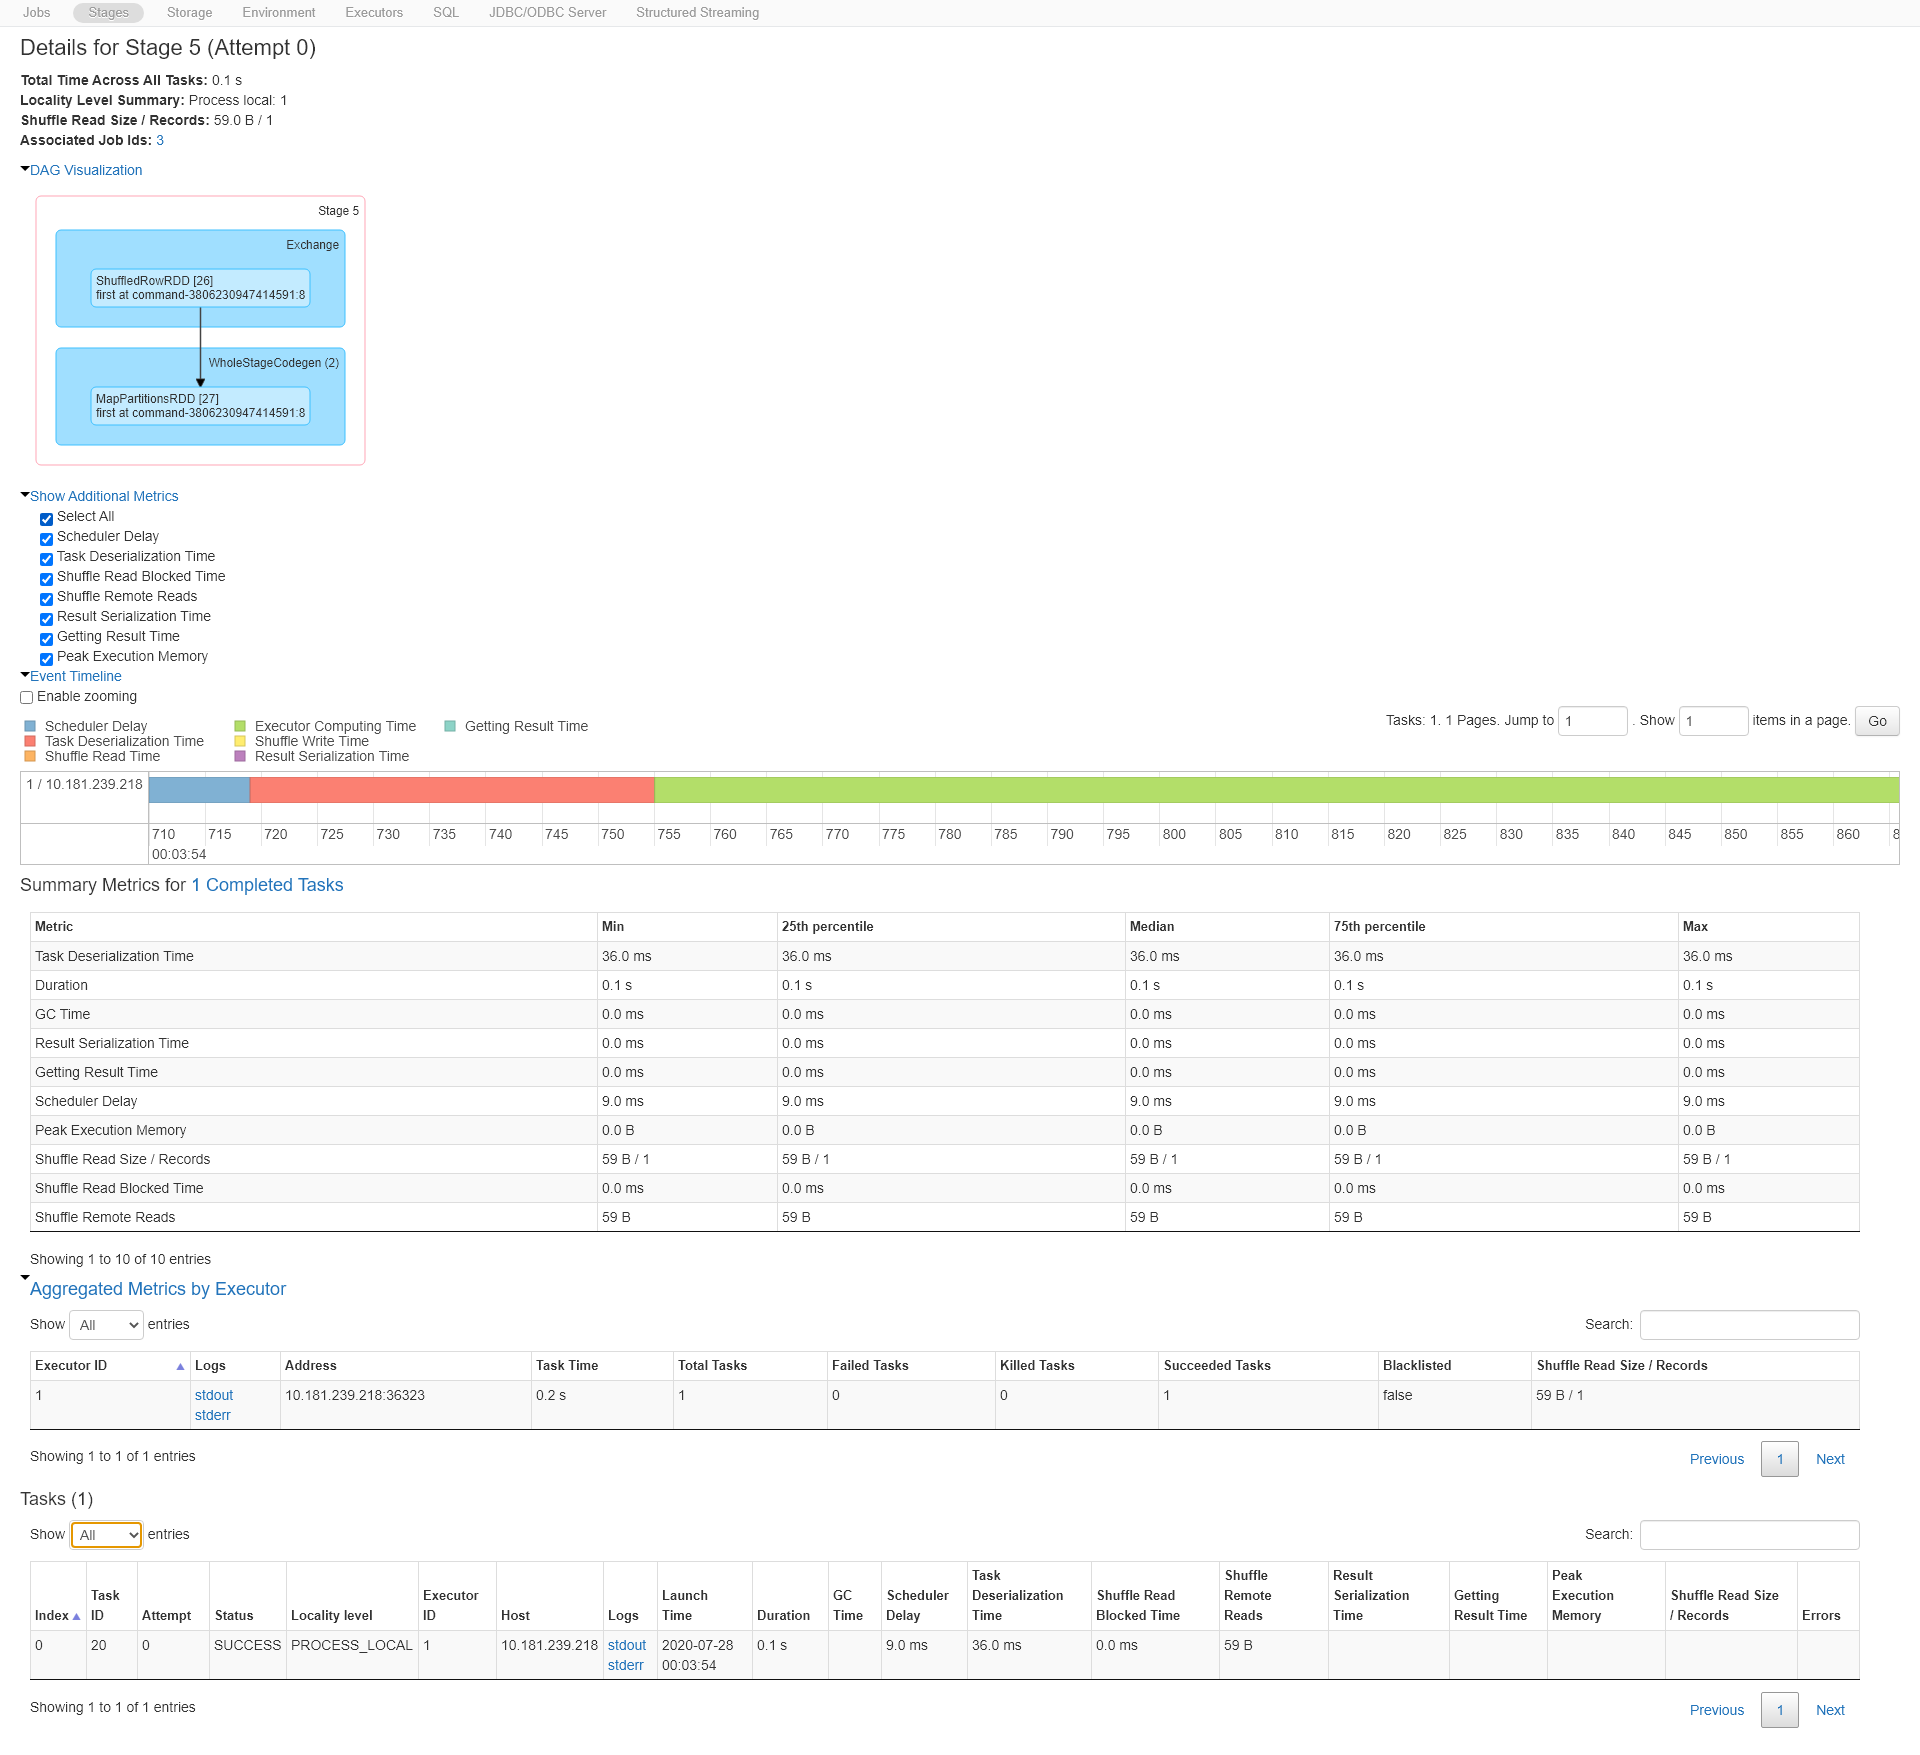 Jobs Stages Storage Environment Executors SQL JDBC/ODBC Server Structured Streaming
Details for Stage 5 (Attempt 0)
Total Time Across All Tasks: 0.1 s
Locality Level Summary: Process local: 1
Shuffle Read Size / Records: 59.0 B / 1
Associated Job Ids: 3
DAG Visualization
Stage 5
Exchange
ShuffledRowRDD [26]
first at command-3806230947414591:8
WholeStageCodegen (2)
MapPartitionsRDD [27]
first at command-3806230947414591:8
Show Additional Metrics
Select All
Scheduler Delay
Task Deserialization Time
Shuffle Read Blocked Time
Shuffle Remote Reads
Result Serialization Time
Getting Result Time
Peak Execution Memory
Event Timeline
Enable zooming
Tasks: 1. 1 Pages. Jump to 1 . Show 1 items in a page. Go
Scheduler Delay Executor Computing Time Getting Result Time
Task Deserialization Time Shuffle Write Time
Shuffle Read Time Result Serialization Time
1 / 10.181.239.218
710 715 720 725 730 735 740 745 750 755 760 765 770 775 780 785 790 795 800 805 810 815 820 825 830 835 840 845 850 855 860 8
00:03:54
Summary Metrics for 1 Completed Tasks
Metric Min 25th percentile Median 75th percentile Max
Task Deserialization Time 36.0 ms 36.0 ms 36.0 ms 36.0 ms 36.0 ms
Duration 0.1 s 0.1 s 0.1 s 0.1 s 0.1 s
GC Time 0.0 ms 0.0 ms 0.0 ms 0.0 ms 0.0 ms
Result Serialization Time 0.0 ms 0.0 ms 0.0 ms 0.0 ms 0.0 ms
Getting Result Time 0.0 ms 0.0 ms 0.0 ms 0.0 ms 0.0 ms
Scheduler Delay 9.0 ms 9.0 ms 9.0 ms 9.0 ms 9.0 ms
Peak Execution Memory 0.0 B 0.0 B 0.0 B 0.0 B 0.0 B
Shuffle Read Size / Records 59 B / 1 59 B / 1 59 B / 1 59 B / 1 59 B / 1
Shuffle Read Blocked Time 0.0 ms 0.0 ms 0.0 ms 0.0 ms 0.0 ms
Shuffle Remote Reads 59 B 59 B 59 B 59 B 59 B
Showing 1 to 10 of 10 entries
Aggregated Metrics by Executor
Show All entries Search:
Executor ID Logs Address Task Time Total Tasks Failed Tasks Killed Tasks Succeeded Tasks Blacklisted Shuffle Read Size / Records
1 stdout 10.181.239.218:36323 0.2 s 1 0 0 1 false 59 B / 1
stderr
Showing 1 to 1 of 1 entries
Previous 1 Next
Tasks (1)
Show All entries Search:
Task Shuffle Result Peak
Task Executor Launch GC Scheduler Deserialization Shuffle Read Remote Serialization Getting Execution Shuffle Read Size
Index ID Attempt Status Locality level ID Host Logs Time Duration Time Delay Time Blocked Time Reads Time Result Time Memory / Records Errors
0 20 0 SUCCESS PROCESS_LOCAL 1 10.181.239.218 stdout 2020-07-28 0.1 s 9.0 ms 36.0 ms 0.0 ms 59 B
stderr 00:03:54
Showing 1 to 1 of 1 entries
Previous 1 Next